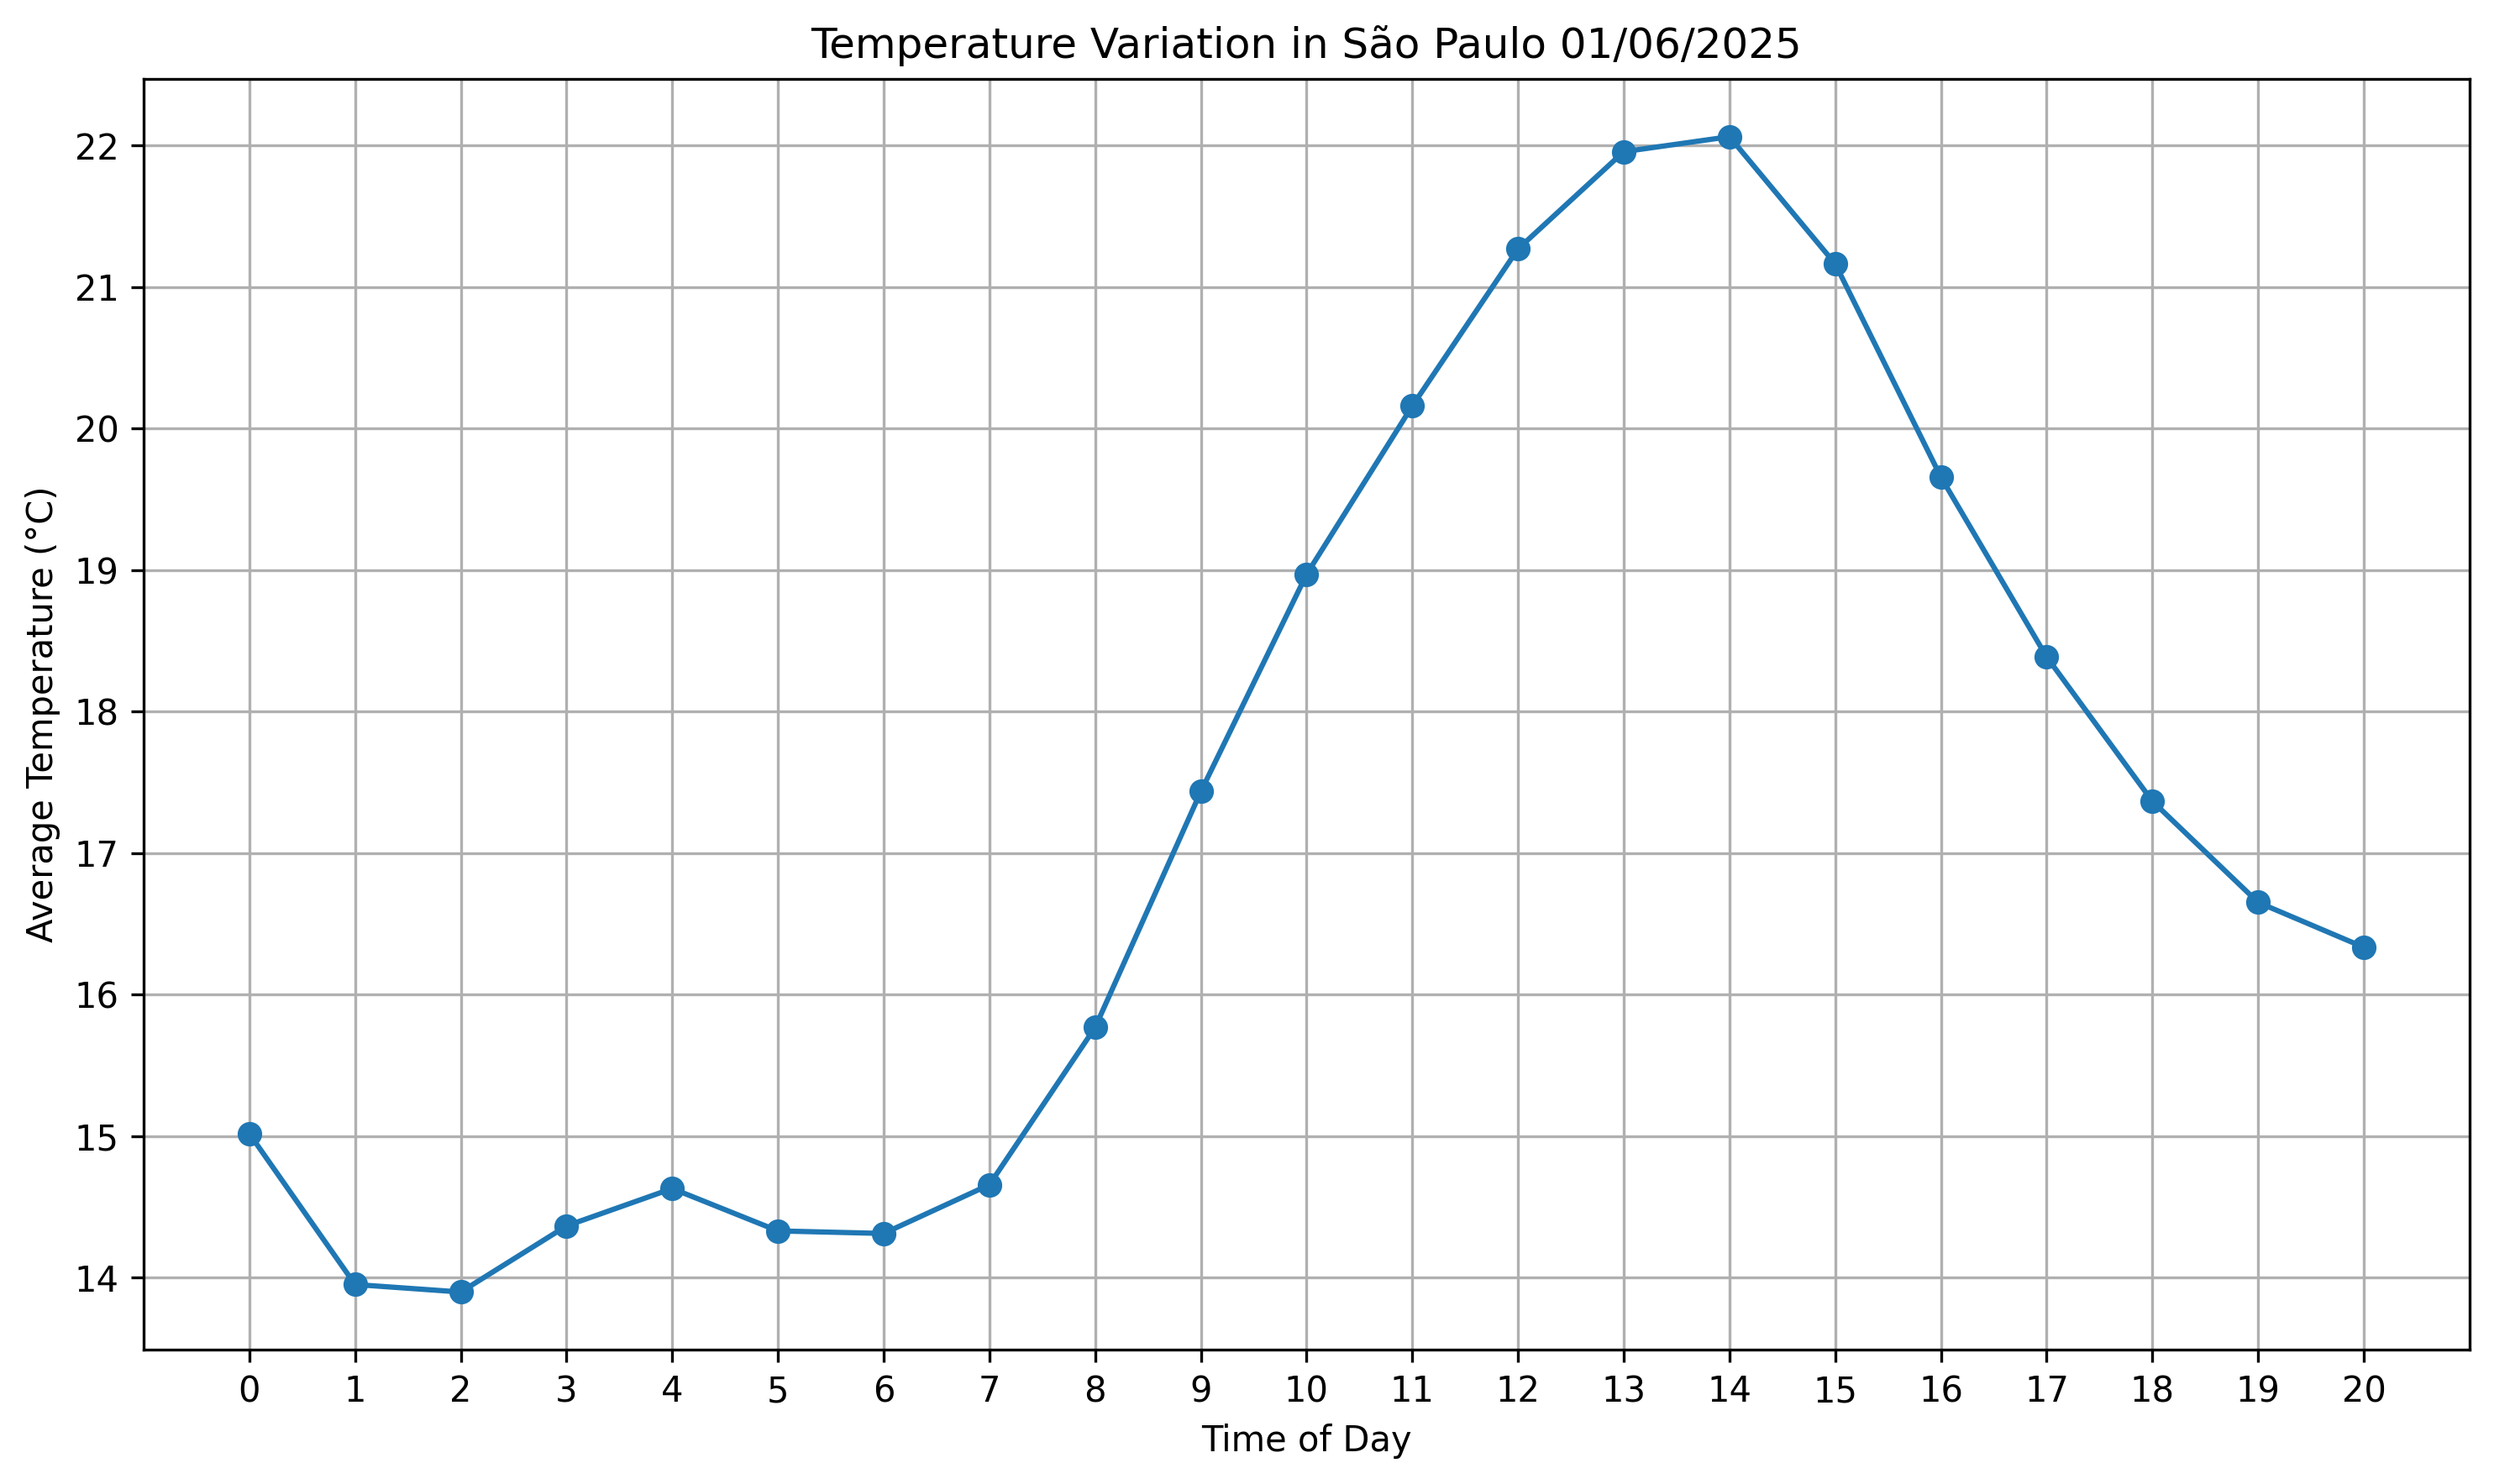 Temperature Variation in São Paulo 01/06/2025
22
21
20
19
18
17
16
15
14
Average Temperature (°C)
0 1 2 3 4 5 6 7 8 9 10 11 12 13 14 15 16 17 18 19 20
Time of Day